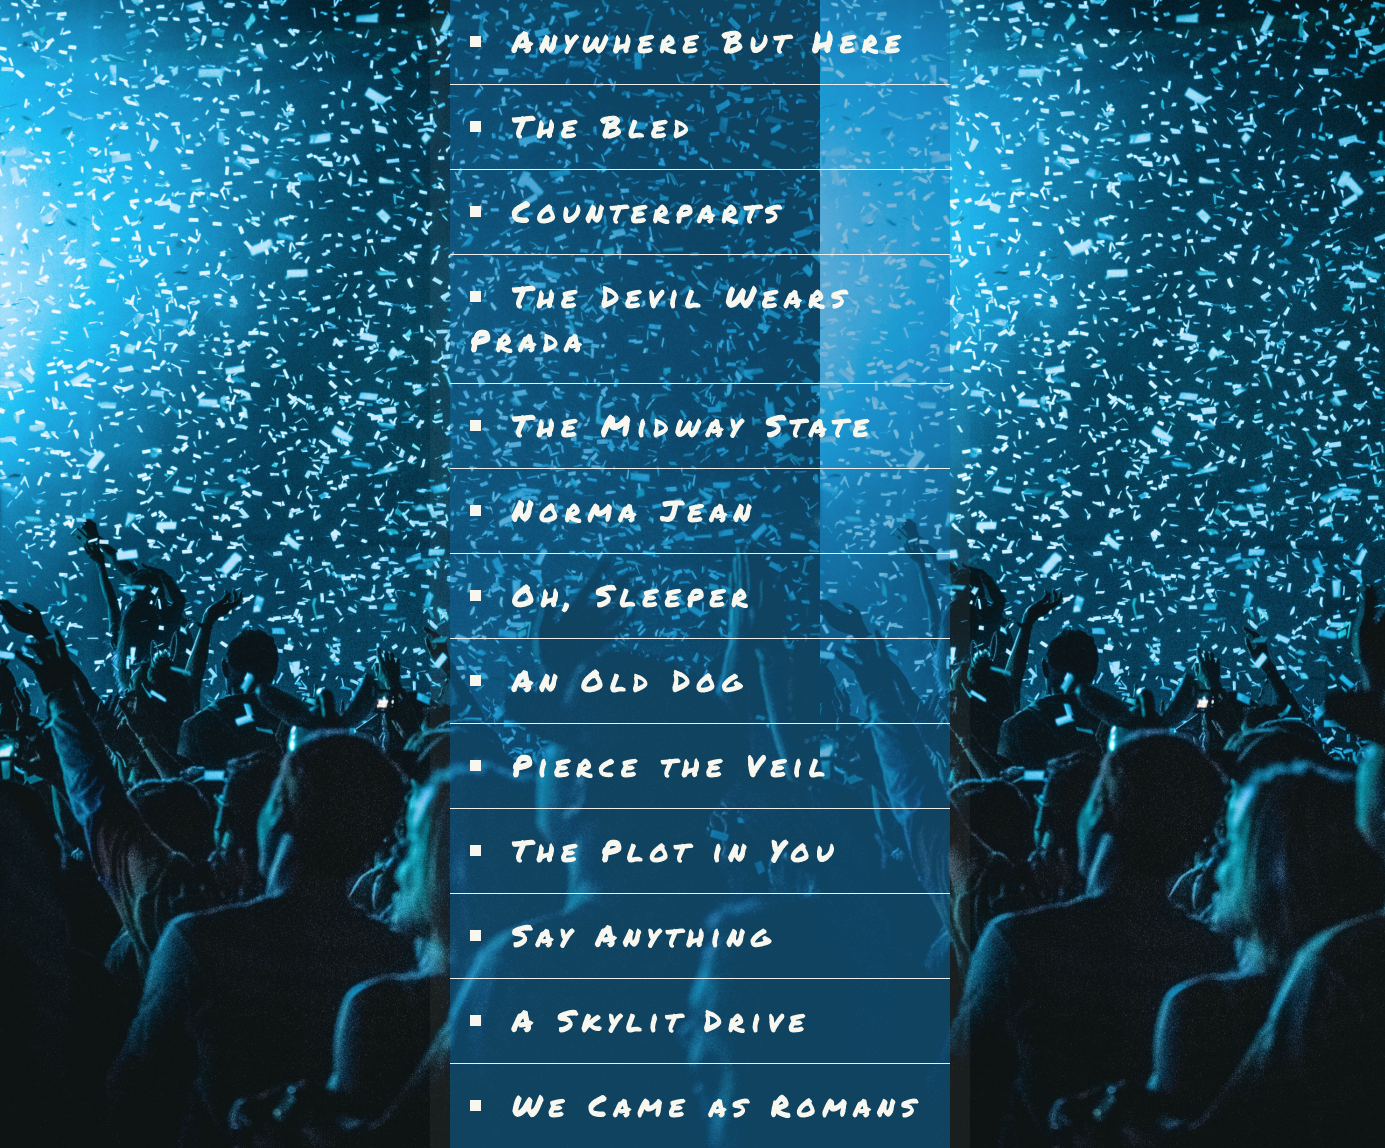 Anywhere But Here
The Bled
Counterparts
The Devil Wears
Prada
The Midway State
Norma Jean
Oh, Sleeper
An Old Dog
Pierce the Veil
The Plot in You
Say Anything
A Skylit Drive
We Came as Romans